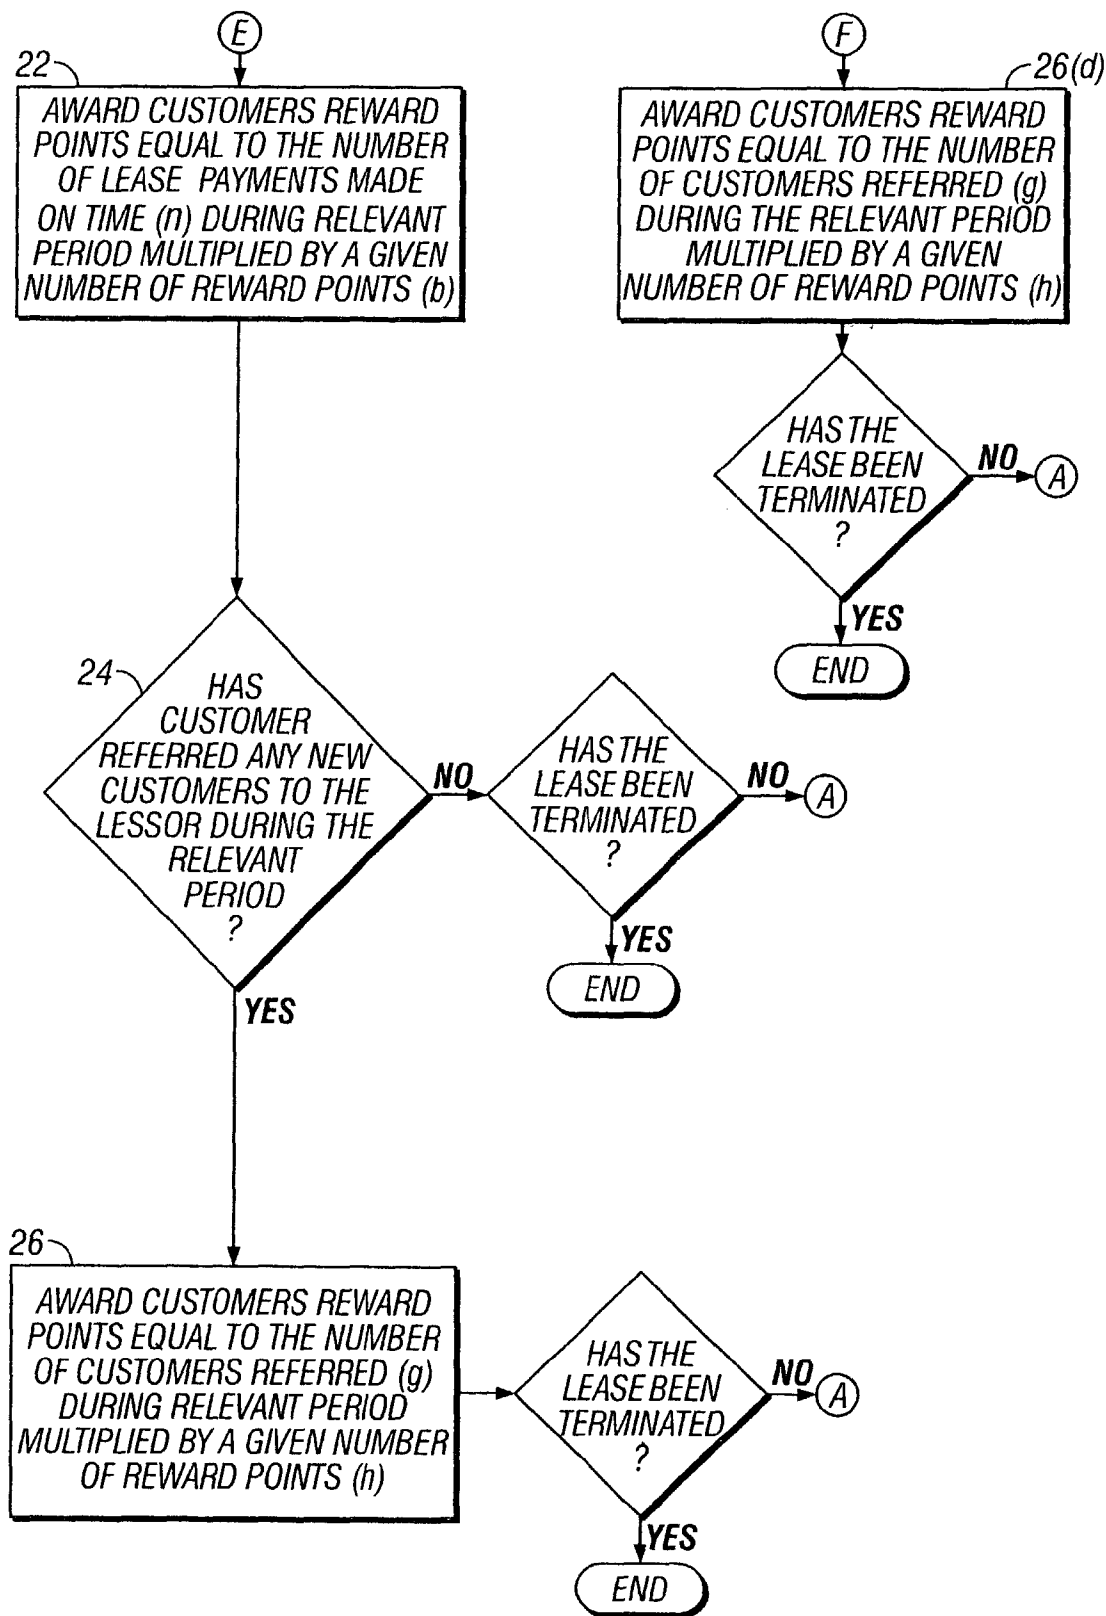 E
22
AWARD CUSTOMERS REWARD
POINTS EQUAL TO THE NUMBER
OF LEASE PAYMENTS MADE
ON TIME (n) DURING RELEVANT
PERIOD MULTIPLIED BY A GIVEN
NUMBER OF REWARD POINTS (b)
F
26(d)
AWARD CUSTOMERS REWARD
POINTS EQUAL TO THE NUMBER
OF CUSTOMERS REFERRED (g)
DURING THE RELEVANT PERIOD
MULTIPLIED BY A GIVEN
NUMBER OF REWARD POINTS (h)
HAS THE
LEASE BEEN
TERMINATED
?
NO
A
YES
END
24
HAS
CUSTOMER
REFERRED ANY NEW
CUSTOMERS TO THE
LESSOR DURING THE
RELEVANT
PERIOD
?
NO
HAS THE
LEASE BEEN
TERMINATED
?
NO
A
YES
END
YES
26
AWARD CUSTOMERS REWARD
POINTS EQUAL TO THE NUMBER
OF CUSTOMERS REFERRED (g)
DURING RELEVANT PERIOD
MULTIPLIED BY A GIVEN NUMBER
OF REWARD POINTS (h)
HAS THE
LEASE BEEN
TERMINATED
?
NO
A
YES
END